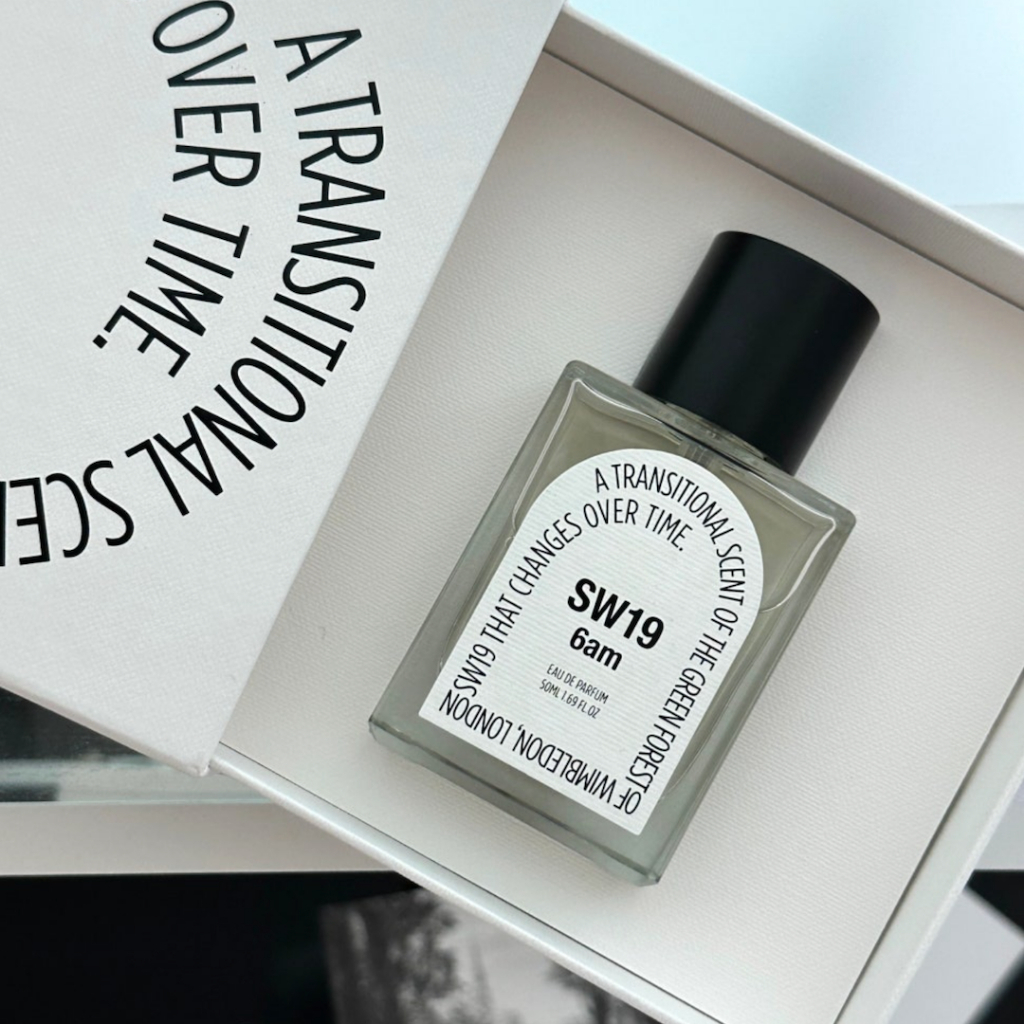 A TRANSITIONAL SCE
OVER TIME.
A TRANSITIONAL SCENT OF THE GREEN FOREST
OF WIMBLEDON, LONDON
SW19 THAT CHANGES OVER TIME.
SW19
6am
EAU DE PARFUM
50ML 1.69 FL.OZ